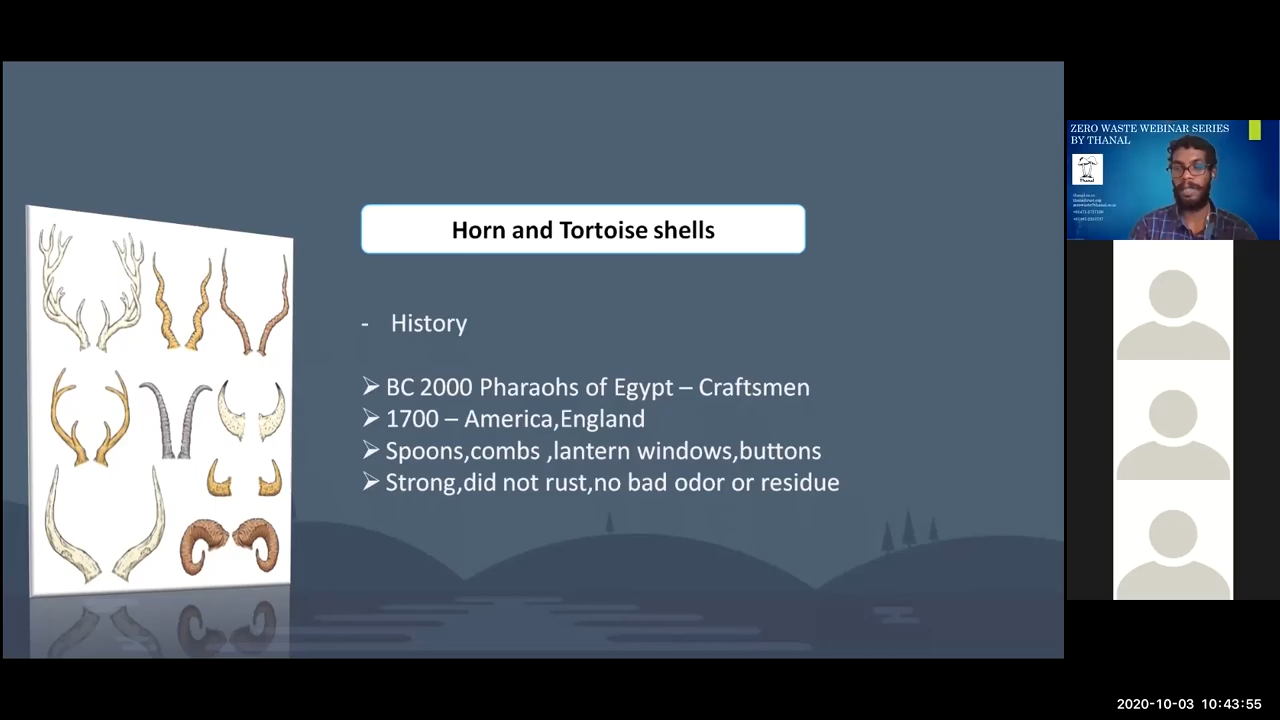 Horn and Tortoise shells
- History
BC 2000 Pharaohs of Egypt – Craftsmen
1700 – America,England
Spoons,combs ,lantern windows,buttons
Strong,did not rust,no bad odor or residue
ZERO WASTE WEBINAR SERIES
BY THANAL
Thanal
2020-10-03 10:43:55